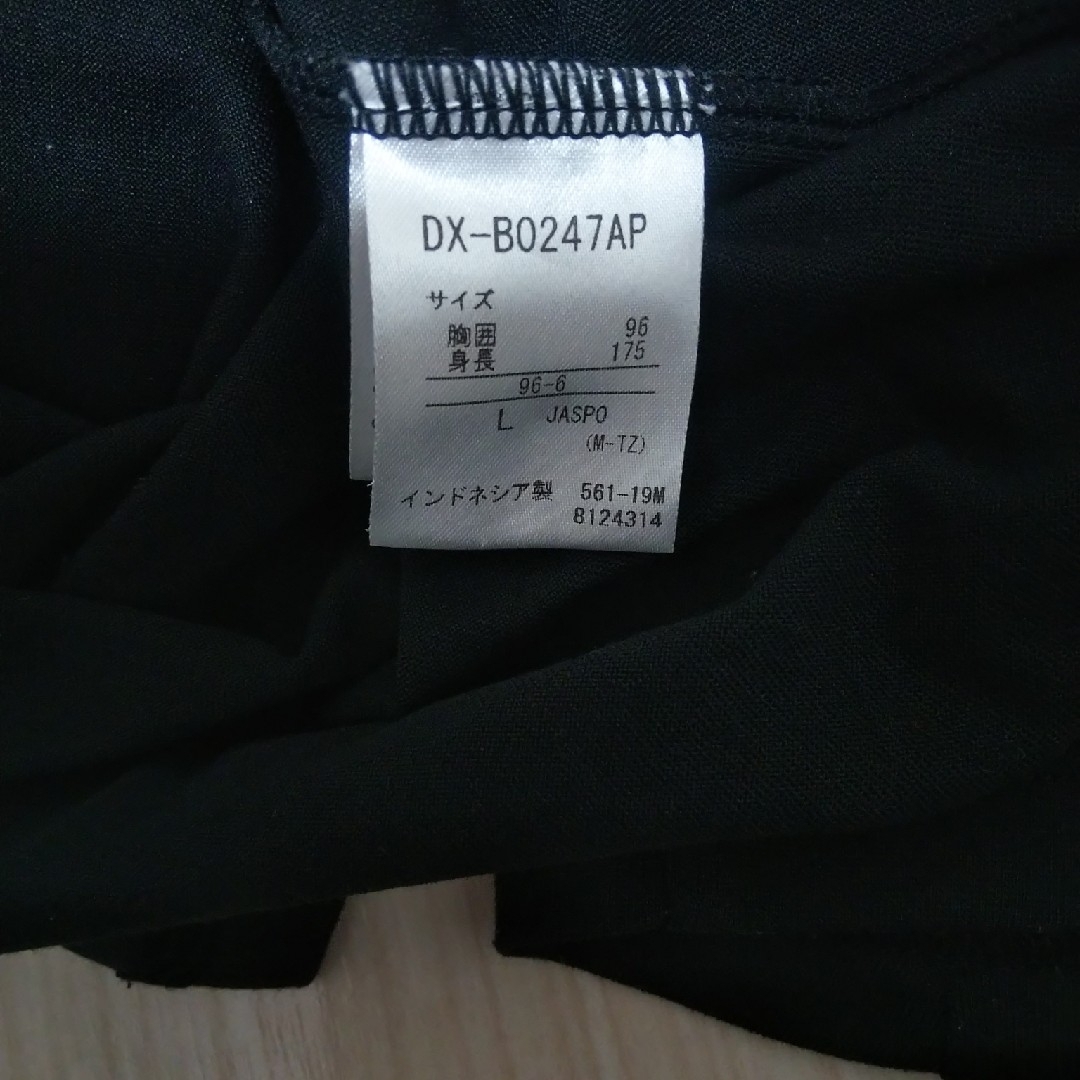 DX-B0247AP
サイズ
胸囲 96
身長 175
96-6
L JASPO
(M-TZ)
インドネシア製 561-19M
8124314